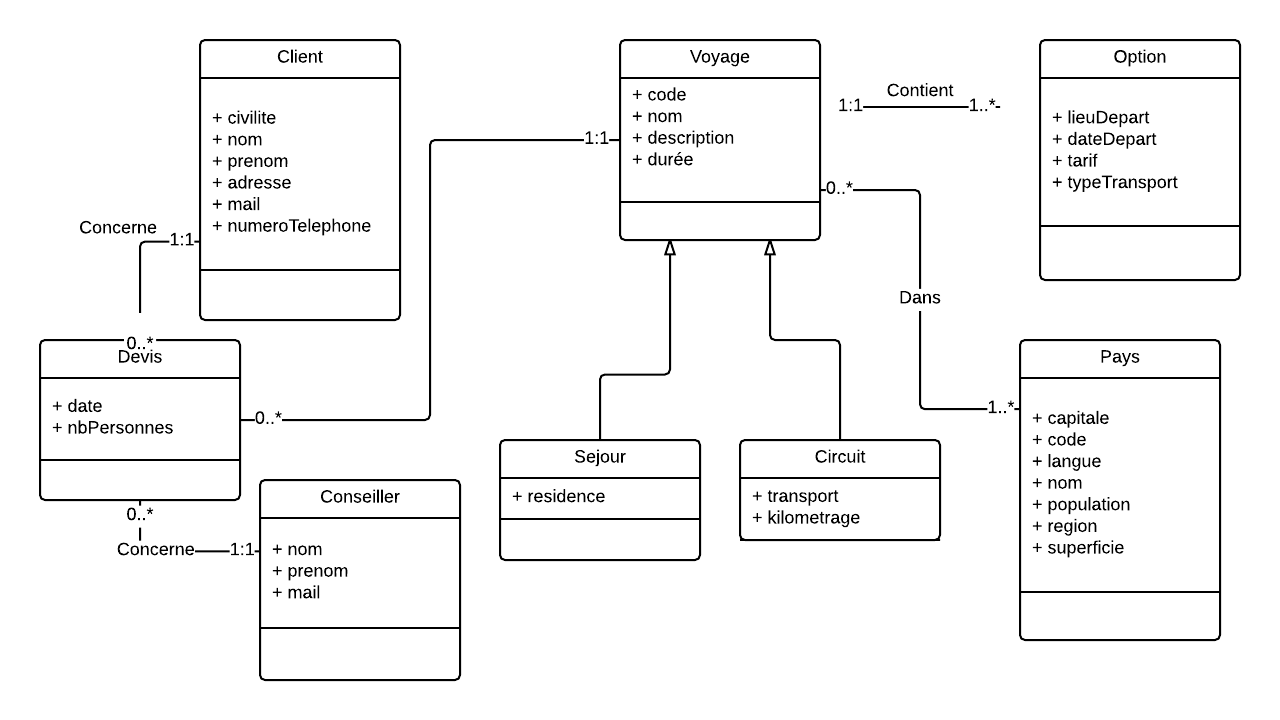 Client
+ civilite
+ nom
+ prenom
+ adresse
+ mail
+ numeroTelephone
Voyage
+ code
+ nom
+ description
+ durée
Contient
1:1
1..*
Option
+ lieuDepart
+ dateDepart
+ tarif
+ typeTransport
1:1
0..*
Concerne
1:1
Dans
0..*
Devis
+ date
+ nbPersonnes
0..*
Pays
+ capitale
+ code
+ langue
+ nom
+ population
+ region
+ superficie
1..*
Sejour
+ residence
Circuit
+ transport
+ kilometrage
0..*
Concerne
1:1
Conseiller
+ nom
+ prenom
+ mail